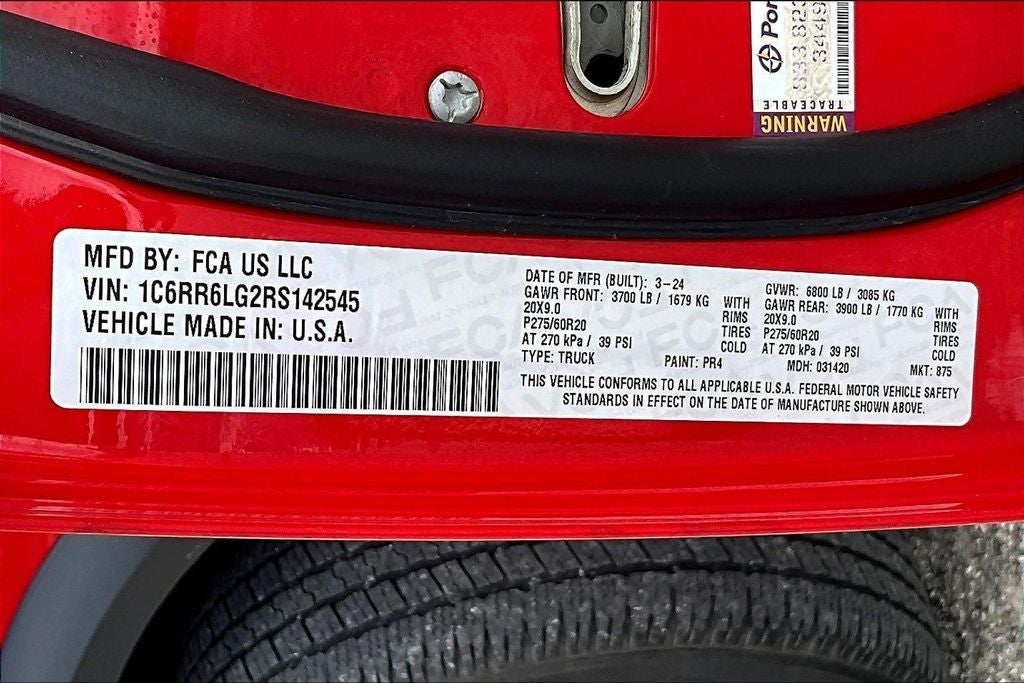 MFD BY: FCA US LLC
VIN: 1C6RR6LG2RS142545
VEHICLE MADE IN: U.S.A.
DATE OF MFR (BUILT): 3-24
GAWR FRONT: 3700 LB / 1679 KG WITH
20X9.0 RIMS
P275/60R20 TIRES
AT 270 kPa / 39 PSI COLD
TYPE: TRUCK
GVWR: 6800 LB / 3085 KG
GAWR REAR: 3900 LB / 1770 KG WITH
20X9.0 RIMS
P275/60R20 TIRES
AT 270 kPa / 39 PSI COLD
PAINT: PR4 MDH: 031420 MKT: 875
THIS VEHICLE CONFORMS TO ALL APPLICABLE U.S.A. FEDERAL MOTOR VEHICLE SAFETY
STANDARDS IN EFFECT ON THE DATE OF MANUFACTURE SHOWN ABOVE.
WARNING
TRACEABLE